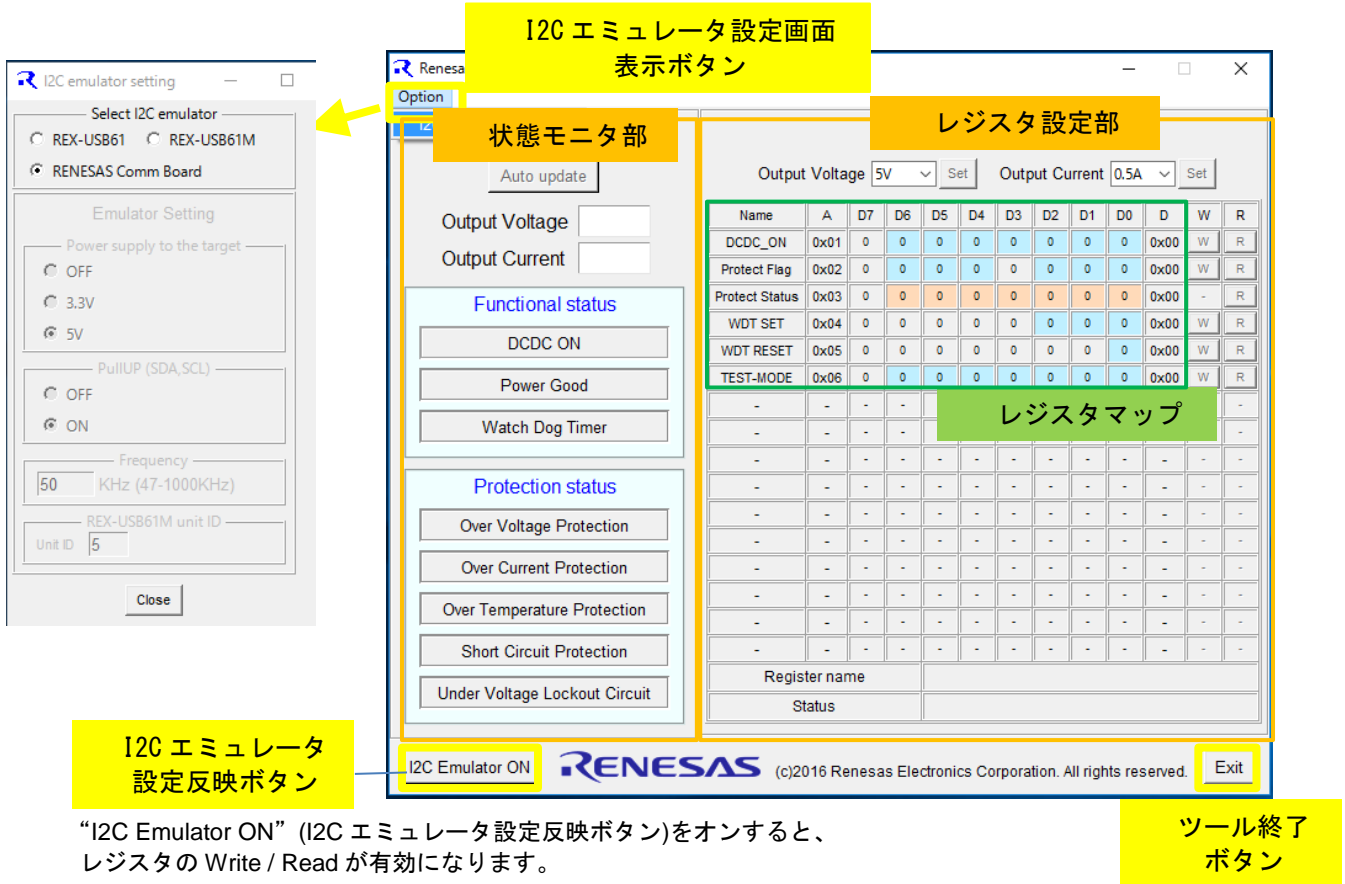 I2C エミュレータ設定画面
表示ボタン
I2C emulator setting
Select I2C emulator
REX-USB61 REX-USB61M
RENESAS Comm Board
Emulator Setting
Power supply to the target
OFF
3.3V
5V
PullUP (SDA,SCL)
OFF
ON
Frequency
50 KHz (47-1000KHz)
REX-USB61M unit ID
Unit ID 5
Close
Renesa
Option
状態モニタ部
Auto update
Output Voltage
Output Current
Functional status
DCDC ON
Power Good
Watch Dog Timer
Protection status
Over Voltage Protection
Over Current Protection
Over Temperature Protection
Short Circuit Protection
Under Voltage Lockout Circuit
レジスタ設定部
Output Voltage 5V Set Output Current 0.5A Set
Name A D7 D6 D5 D4 D3 D2 D1 D0 D W R
DCDC_ON 0x01 0 0 0 0 0 0 0 0 0x00 W R
Protect Flag 0x02 0 0 0 0 0 0 0 0 0x00 W R
Protect Status 0x03 0 0 0 0 0 0 0 0 0x00 - R
WDT SET 0x04 0 0 0 0 0 0 0 0 0x00 W R
WDT RESET 0x05 0 0 0 0 0 0 0 0 0x00 W R
TEST-MODE 0x06 0 0 0 0 0 0 0 0 0x00 W R
レジスタマップ
- - - - -
- - - - -
- - - - - - - - - - - - -
- - - - - - - - - - - - -
- - - - - - - - - - - - -
- - - - - - - - - - - - -
- - - - - - - - - - - - -
- - - - - - - - - - - - -
- - - - - - - - - - - - -
- - - - - - - - - - - - -
Register name
Status
I2C エミュレータ
設定反映ボタン
I2C Emulator ON RENESAS (c)2016 Renesas Electronics Corporation. All rights reserved. Exit
“I2C Emulator ON” (I2C エミュレータ設定反映ボタン)をオンすると、
レジスタの Write / Read が有効になります。
ツール終了
ボタン